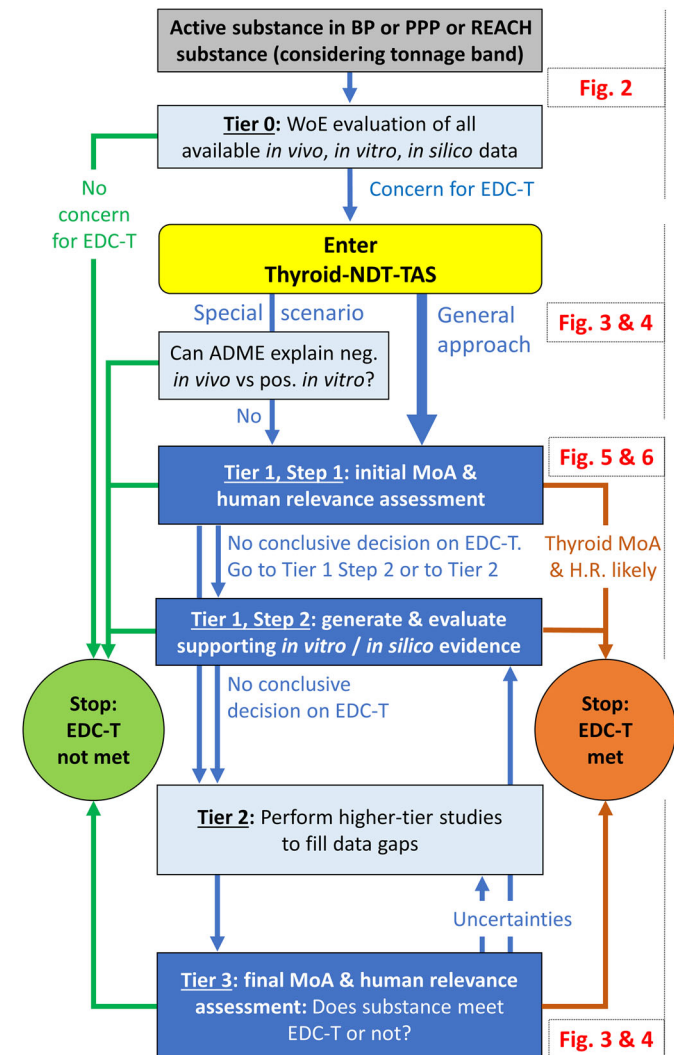 Active substance in BP or PPP or REACH
substance (considering tonnage band)
Fig. 2
Tier 0: WoE evaluation of all
available in vivo, in vitro, in silico data
No
concern
for EDC-T
Concern for EDC-T
Enter
Thyroid-NDT-TAS
Special scenario
General
approach
Fig. 3 & 4
Can ADME explain neg.
in vivo vs pos. in vitro?
No
Tier 1, Step 1: initial MoA &
human relevance assessment
Fig. 5 & 6
No conclusive decision on EDC-T.
Go to Tier 1 Step 2 or to Tier 2
Thyroid MoA
& H.R. likely
Tier 1, Step 2: generate & evaluate
supporting in vitro / in silico evidence
No conclusive
decision on EDC-T
Stop:
EDC-T
not met
Stop:
EDC-T
met
Tier 2: Perform higher-tier studies
to fill data gaps
Uncertainties
Tier 3: final MoA & human relevance
assessment: Does substance meet
EDC-T or not?
Fig. 3 & 4